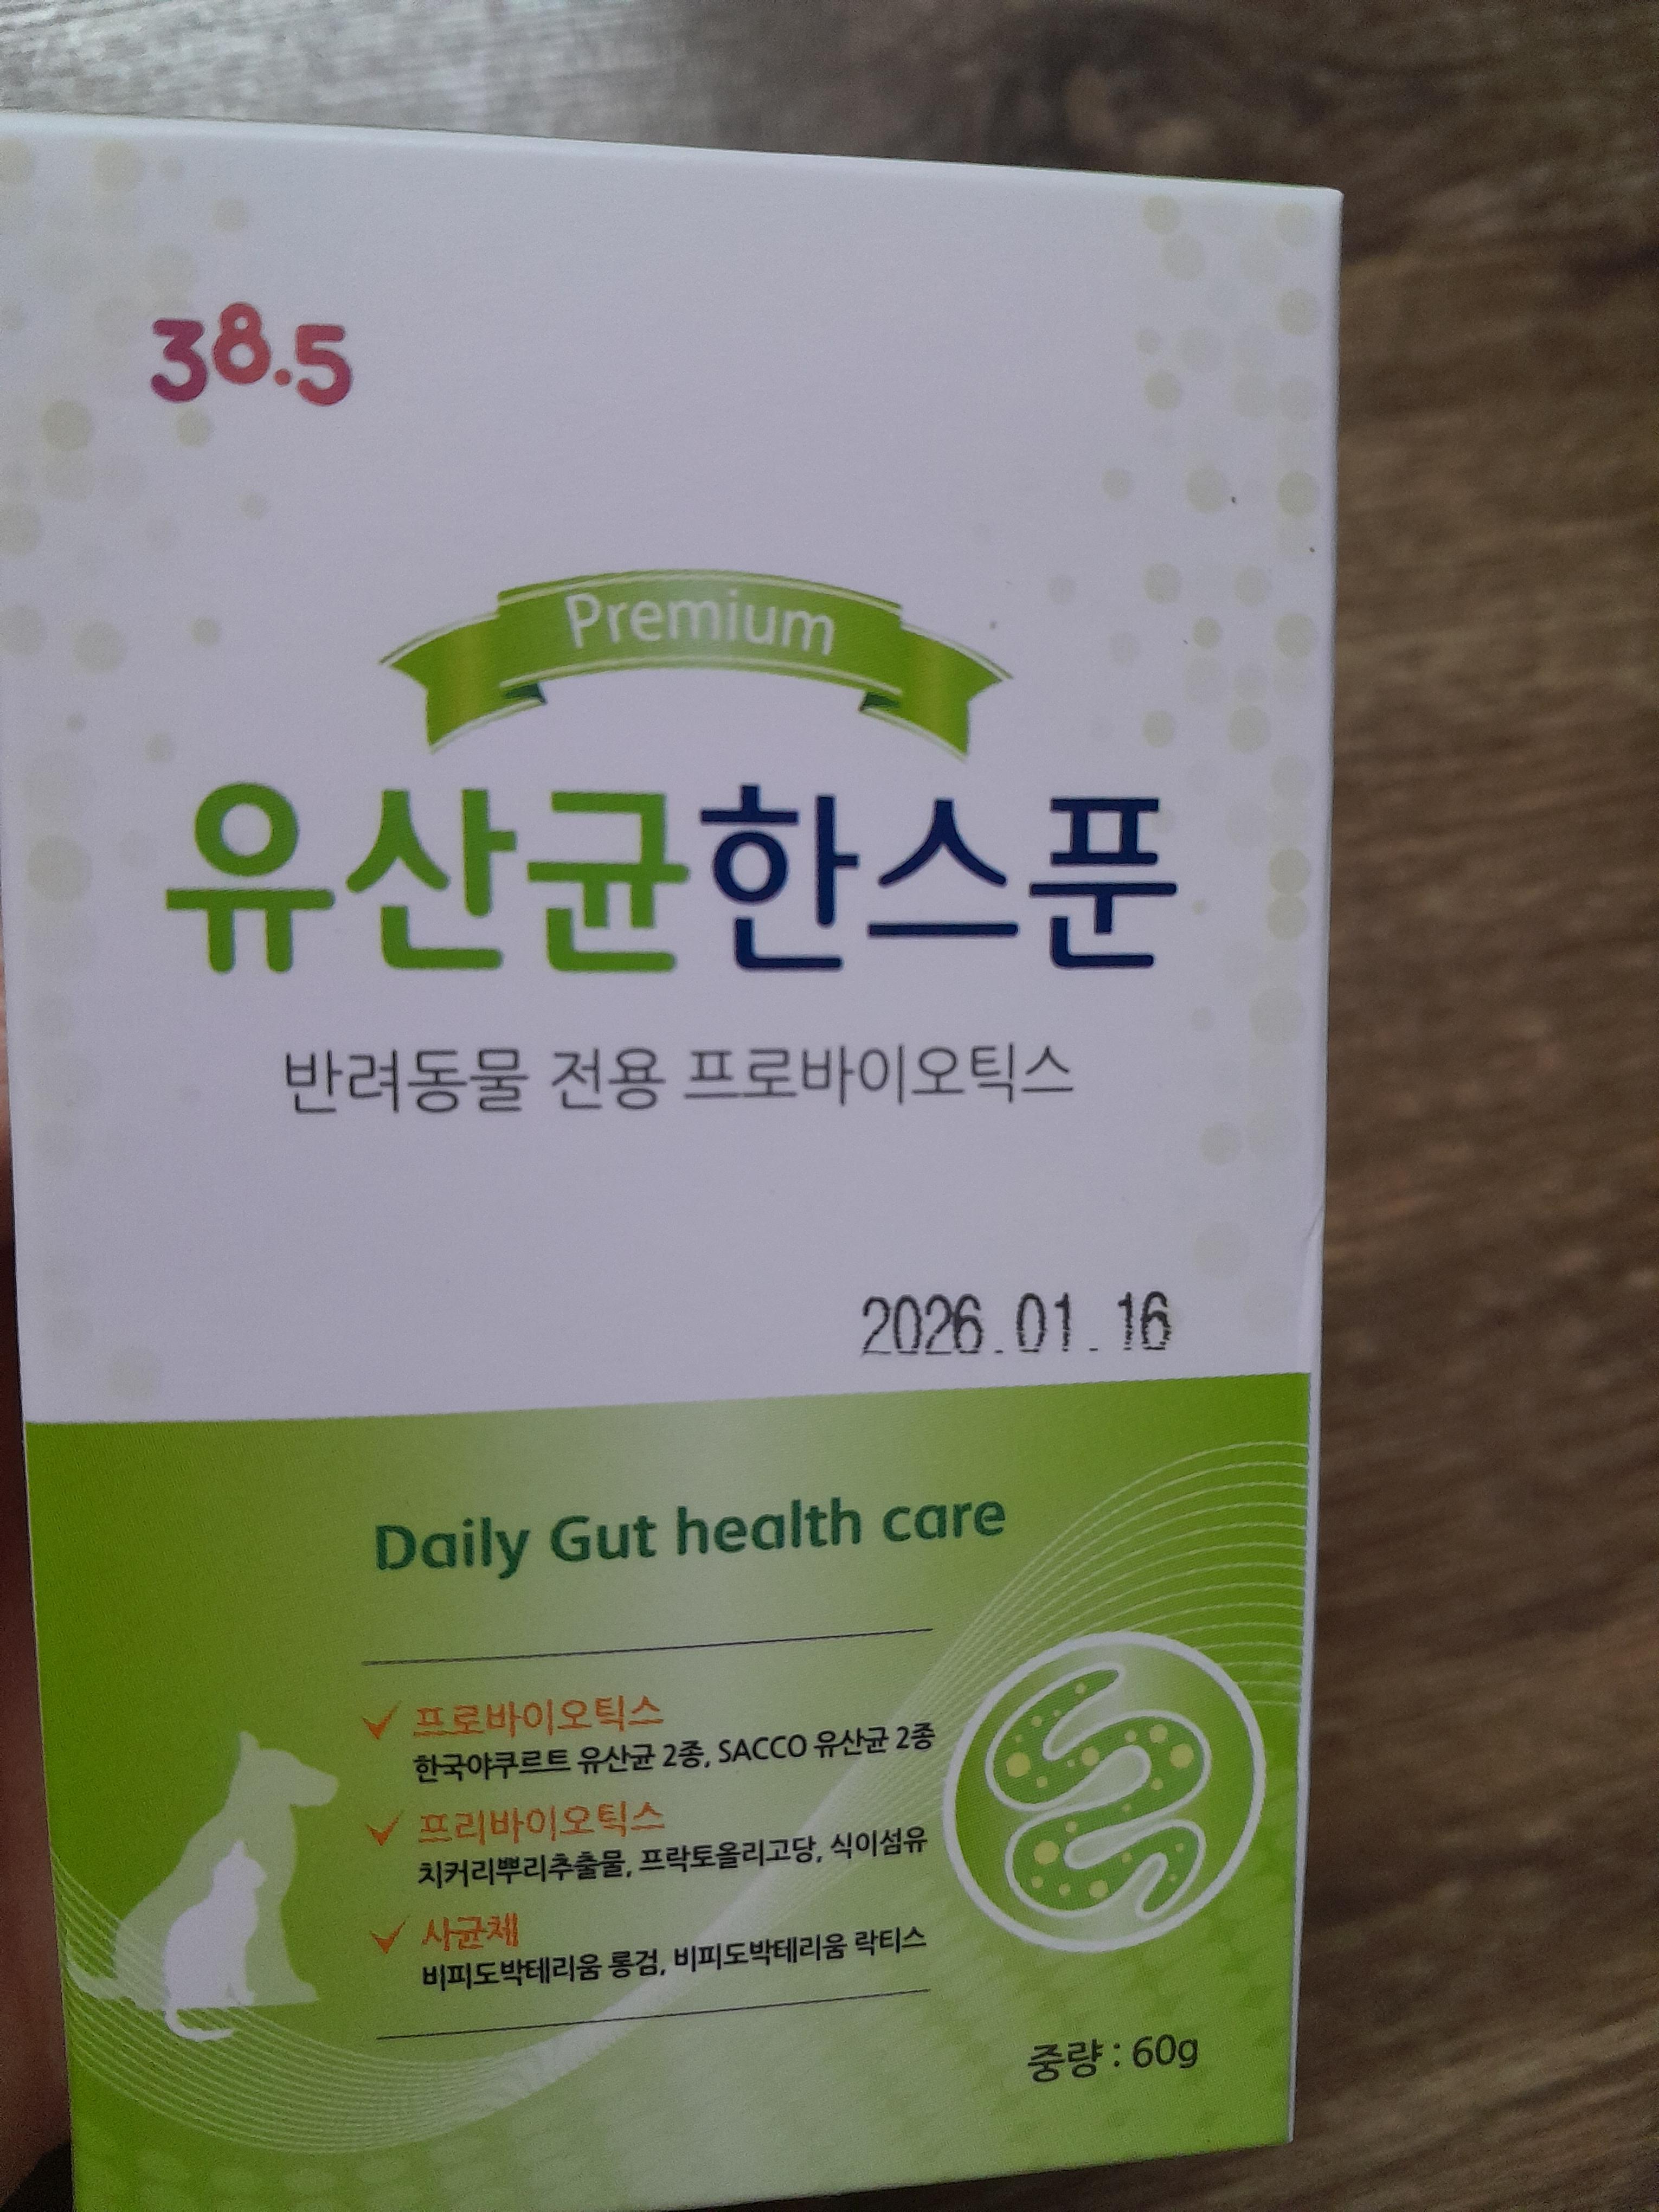 38.5
Premium
유산균한스푼
반려동물 전용 프로바이오틱스
2026.01.16
Daily Gut health care
프로바이오틱스
한국야쿠르트 유산균 2종, SACCO 유산균 2종
프리바이오틱스
치커리뿌리추출물, 프락토올리고당, 식이섬유
사균체
비피도박테리움 롱검, 비피도박테리움 락티스
중량 : 60g